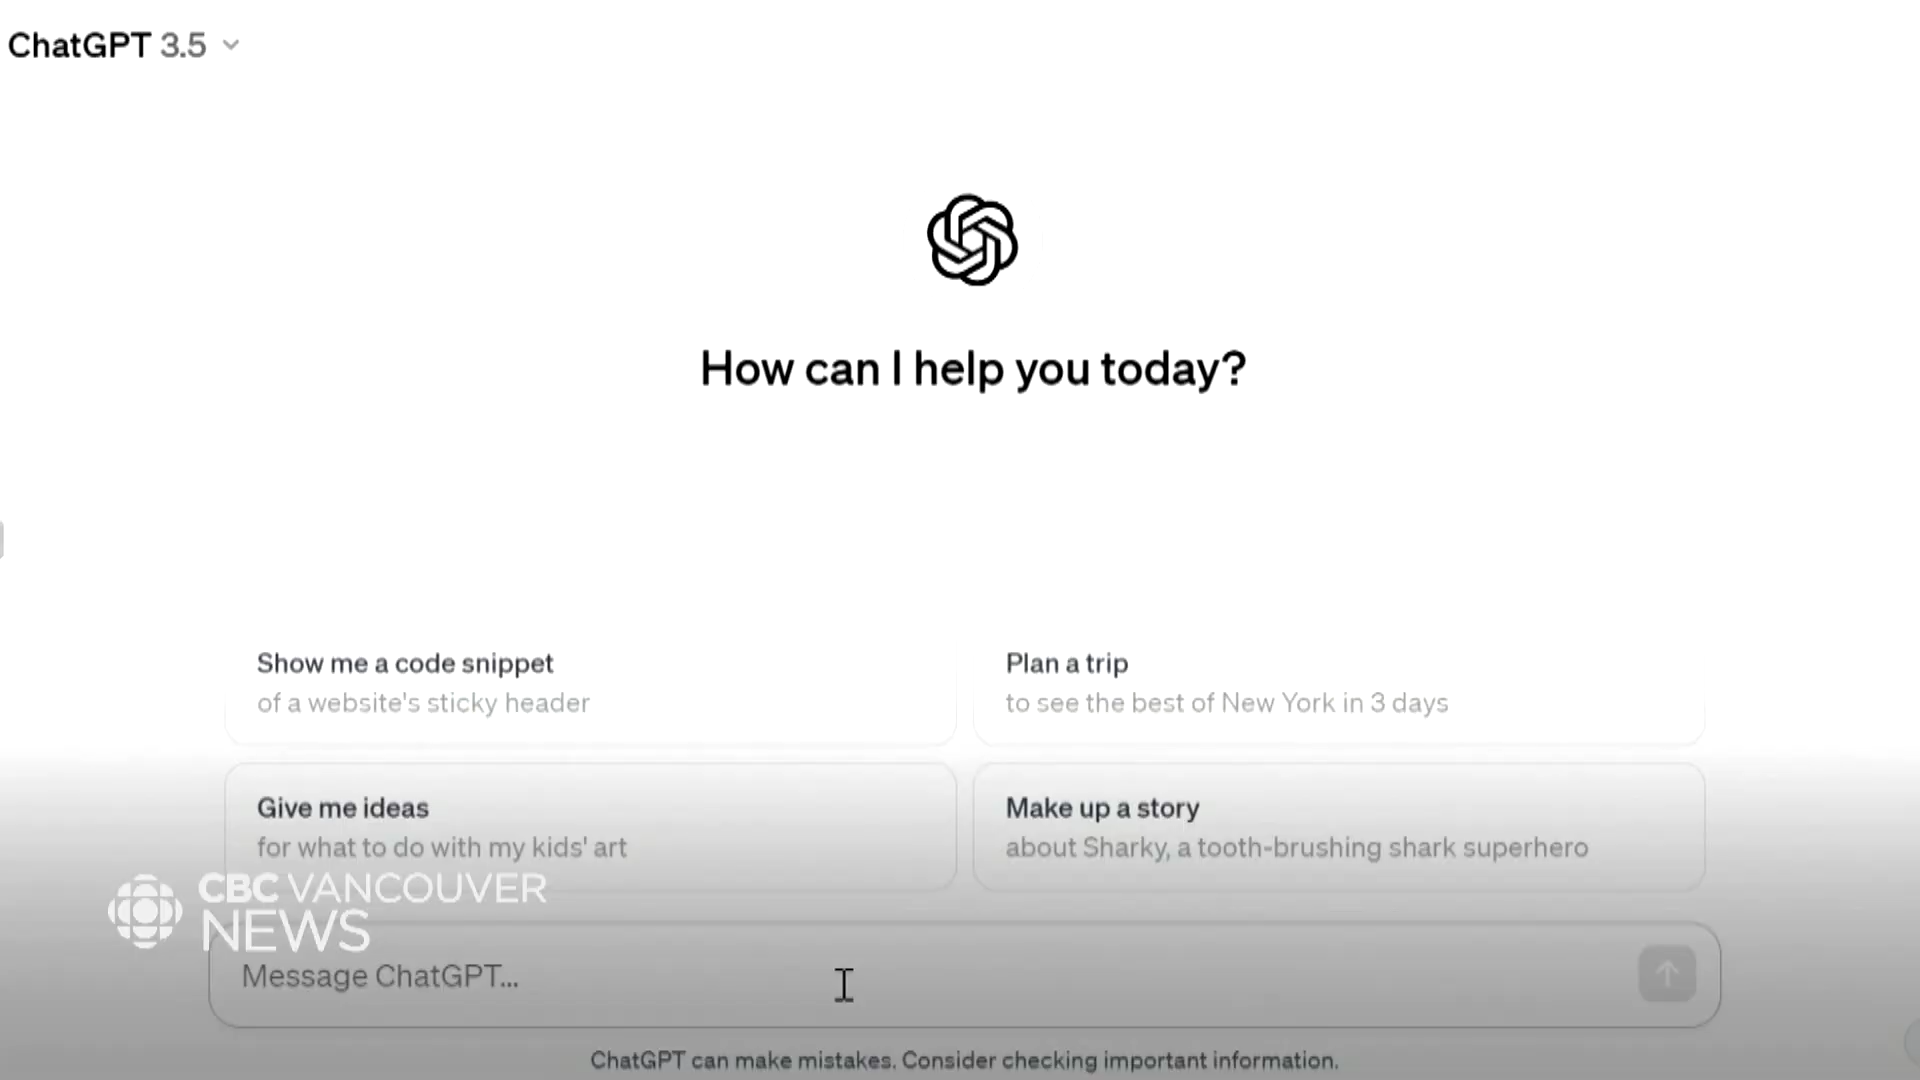 ChatGPT 3.5
How can I help you today?
Show me a code snippet
of a website's sticky header
Plan a trip
to see the best of New York in 3 days
Give me ideas
for what to do with my kids' art
Make up a story
about Sharky, a tooth-brushing shark superhero
CBC VANCOUVER
NEWS
Message ChatGPT...
ChatGPT can make mistakes. Consider checking important information.